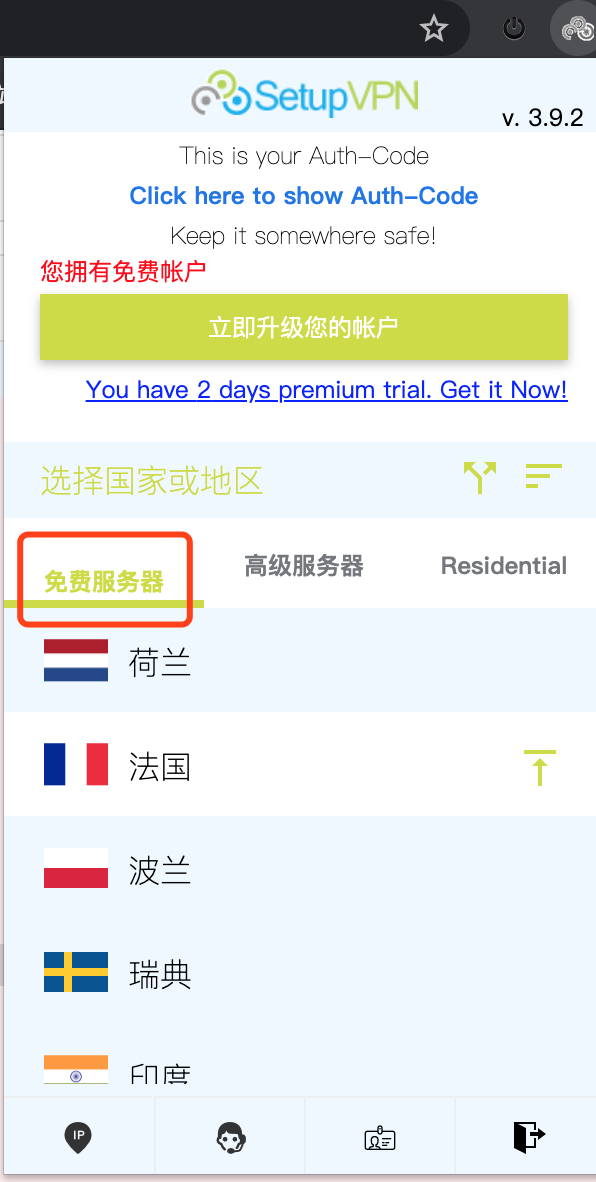 SetupVPN
v. 3.9.2
This is your Auth-Code
Click here to show Auth-Code
Keep it somewhere safe!
您拥有免费帐户
立即升级您的帐户
You have 2 days premium trial. Get it Now!
选择国家或地区
免费服务器 高级服务器 Residential
荷兰
法国
波兰
瑞典
印度
IP